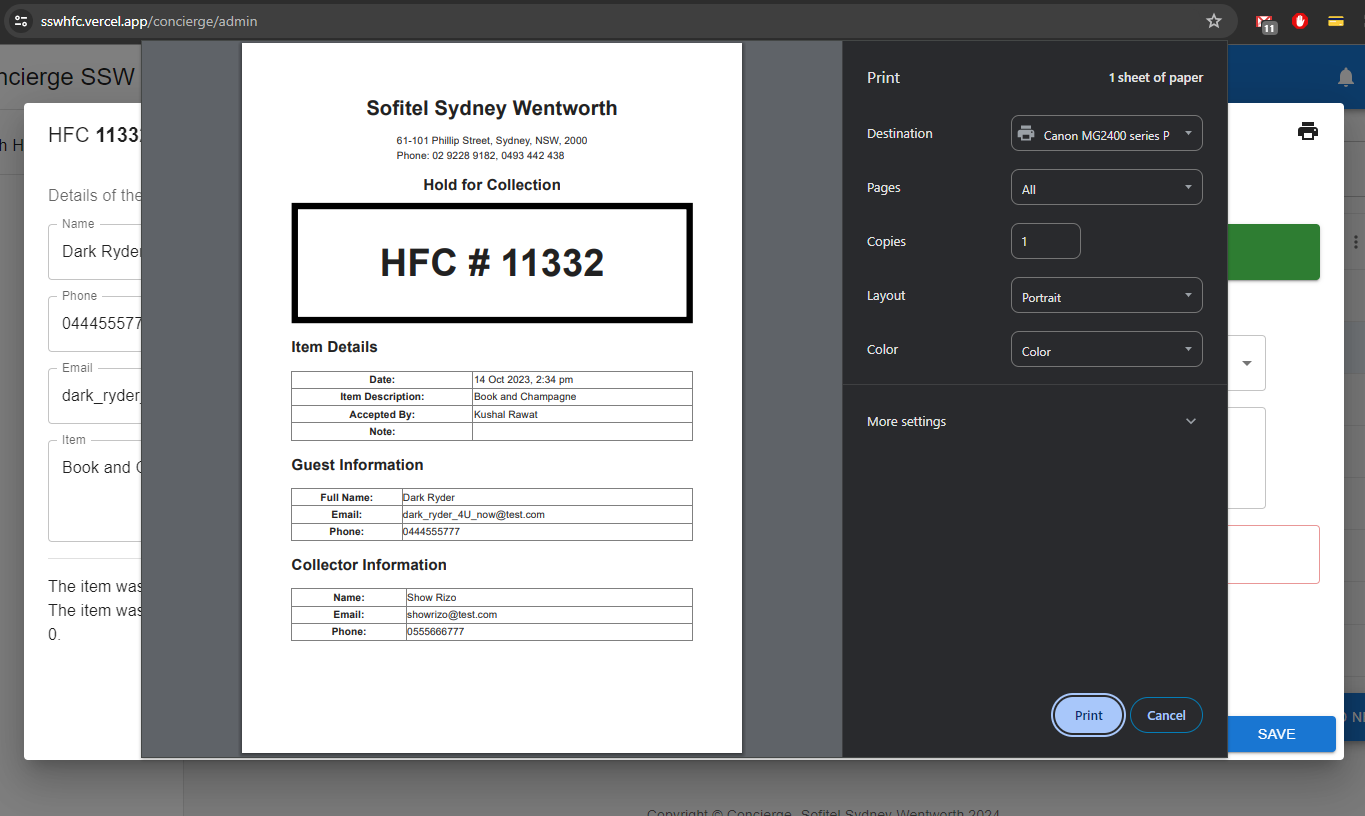 sswhfc.vercel.app/concierge/admin
11
ncierge SSW
HFC 11332
Details of the
Name
Dark Ryder
Phone
044455577
Email
dark_ryder_
Item
Book and C
The item was
The item was
0.
Sofitel Sydney Wentworth
61-101 Phillip Street, Sydney, NSW, 2000
Phone: 02 9228 9182, 0493 442 438
Hold for Collection
HFC # 11332
Item Details
Date: 14 Oct 2023, 2:34 pm
Item Description: Book and Champagne
Accepted By: Kushal Rawat
Note:
Guest Information
Full Name: Dark Ryder
Email: dark_ryder_4U_now@test.com
Phone: 0444555777
Collector Information
Name: Show Rizo
Email: showrizo@test.com
Phone: 0555666777
Print 1 sheet of paper
Destination Canon MG2400 series P
Pages All
Copies 1
Layout Portrait
Color Color
More settings
Print Cancel
SAVE
Copyright © Concierge, Sofitel Sydney Wentworth 2024